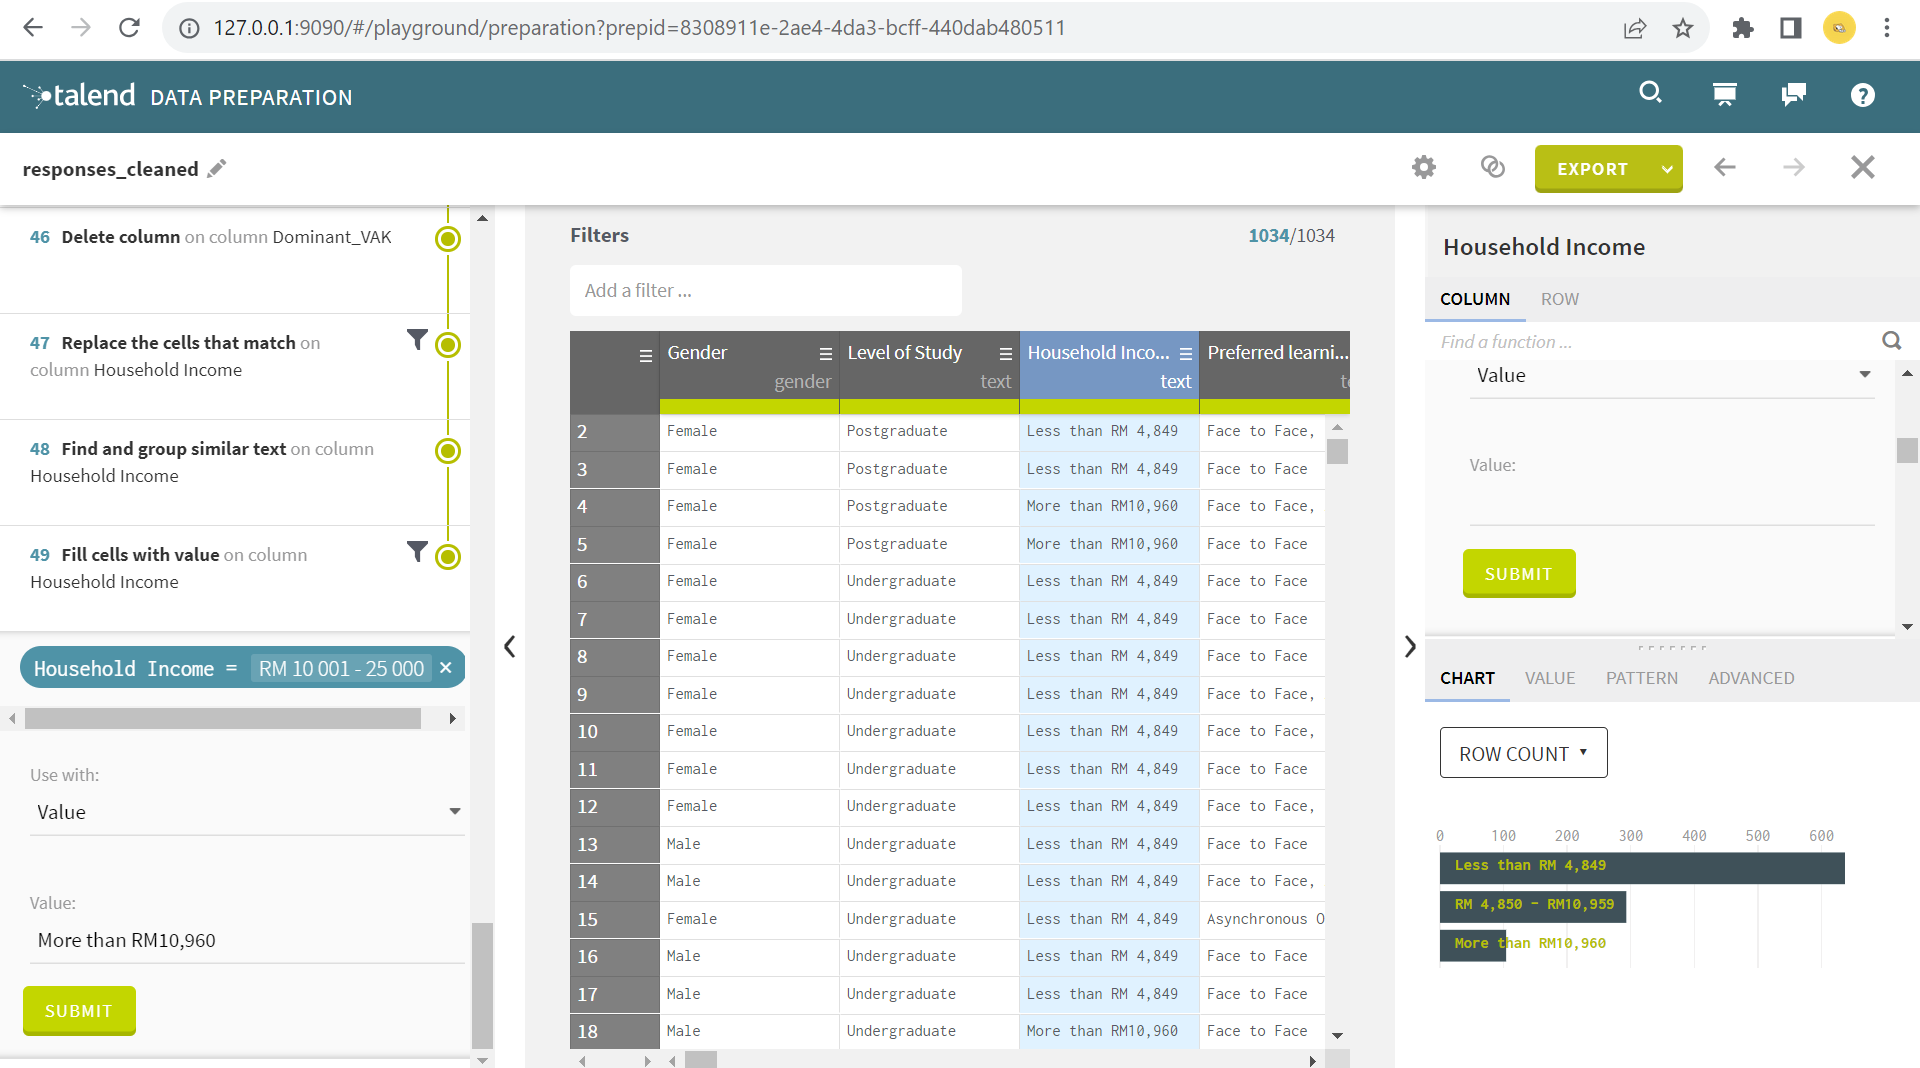 127.0.0.1:9090/#/playground/preparation?prepid=8308911e-2ae4-4da3-bcff-440dab480511
talend DATA PREPARATION
responses_cleaned
EXPORT
46 Delete column on column Dominant_VAK
47 Replace the cells that match on
column Household Income
48 Find and group similar text on column
Household Income
49 Fill cells with value on column
Household Income
Household Income = RM 10 001 - 25 000 ×
Use with:
Value
Value:
More than RM10,960
SUBMIT
Filters 1034/1034
Add a filter ...
Gender Level of Study Household Inco... Preferred learni...
gender text text
2 Female Postgraduate Less than RM 4,849 Face to Face,
3 Female Postgraduate Less than RM 4,849 Face to Face
4 Female Postgraduate More than RM10,960 Face to Face,
5 Female Postgraduate More than RM10,960 Face to Face
6 Female Undergraduate Less than RM 4,849 Face to Face
7 Female Undergraduate Less than RM 4,849 Face to Face
8 Female Undergraduate Less than RM 4,849 Face to Face
9 Female Undergraduate Less than RM 4,849 Face to Face,
10 Female Undergraduate Less than RM 4,849 Face to Face,
11 Female Undergraduate Less than RM 4,849 Face to Face
12 Female Undergraduate Less than RM 4,849 Face to Face,
13 Male Undergraduate Less than RM 4,849 Face to Face
14 Male Undergraduate Less than RM 4,849 Face to Face,
15 Female Undergraduate Less than RM 4,849 Asynchronous O
16 Male Undergraduate Less than RM 4,849 Face to Face
17 Male Undergraduate Less than RM 4,849 Face to Face
18 Male Undergraduate More than RM10,960 Face to Face
Household Income
COLUMN ROW
Find a function ...
Value
Value:
SUBMIT
CHART VALUE PATTERN ADVANCED
ROW COUNT
0 100 200 300 400 500 600
Less than RM 4,849
RM 4,850 - RM10,959
More than RM10,960